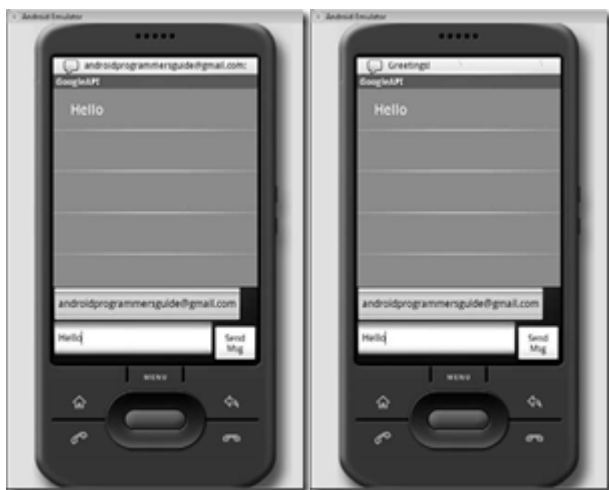 Android Emulator
androidprogrammersguide@gmail.com:
GoogleAPI
Hello
androidprogrammersguide@gmail.com
Hello
Send
Msg
MENU
Android Emulator
Greetings!
GoogleAPI
Hello
androidprogrammersguide@gmail.com
Hello
Send
Msg
MENU